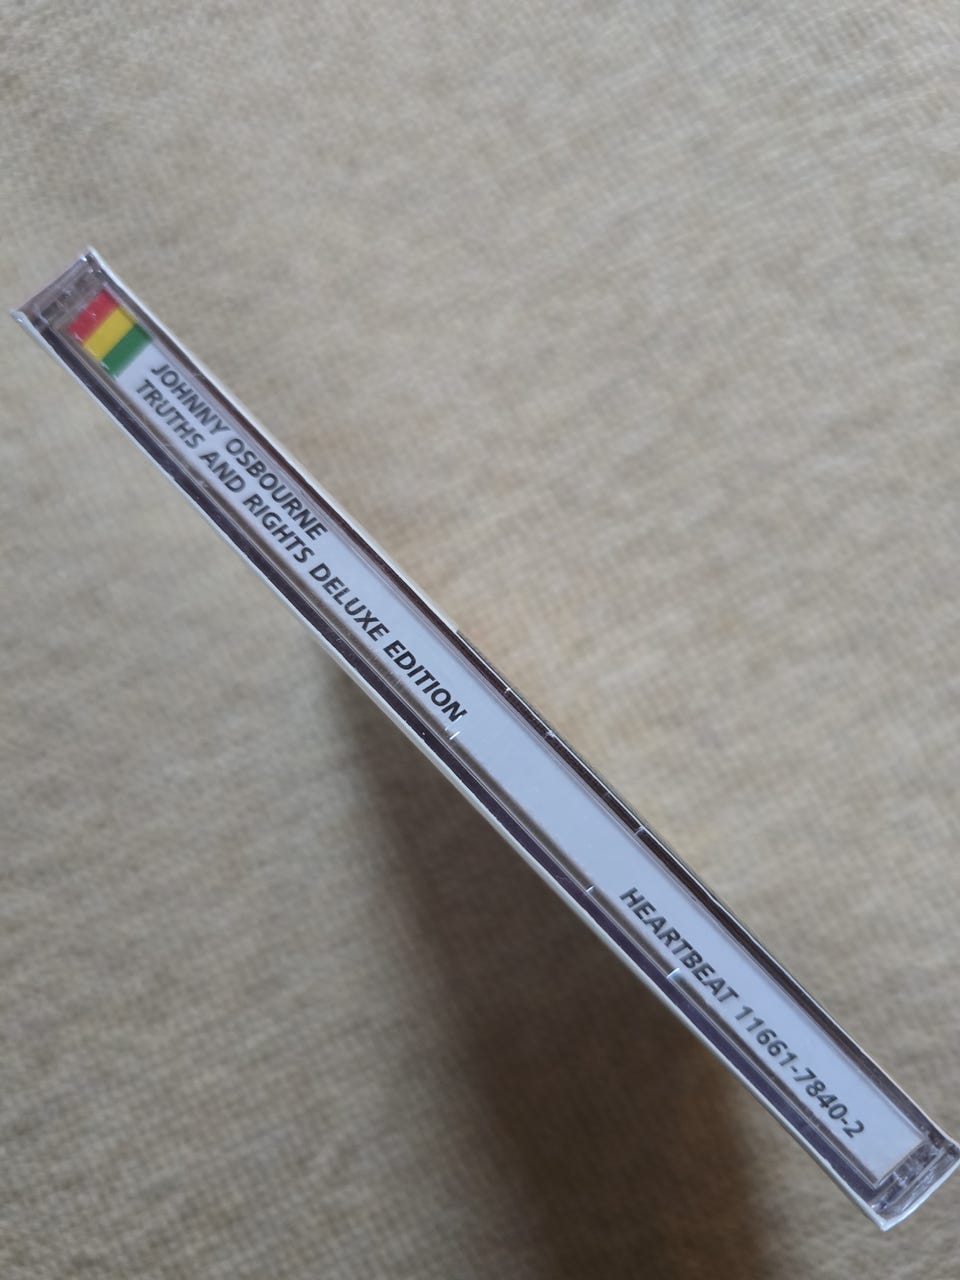 JOHNNY OSBOURNE
TRUTHS AND RIGHTS DELUXE EDITION
HEARTBEAT 11661-7840-2